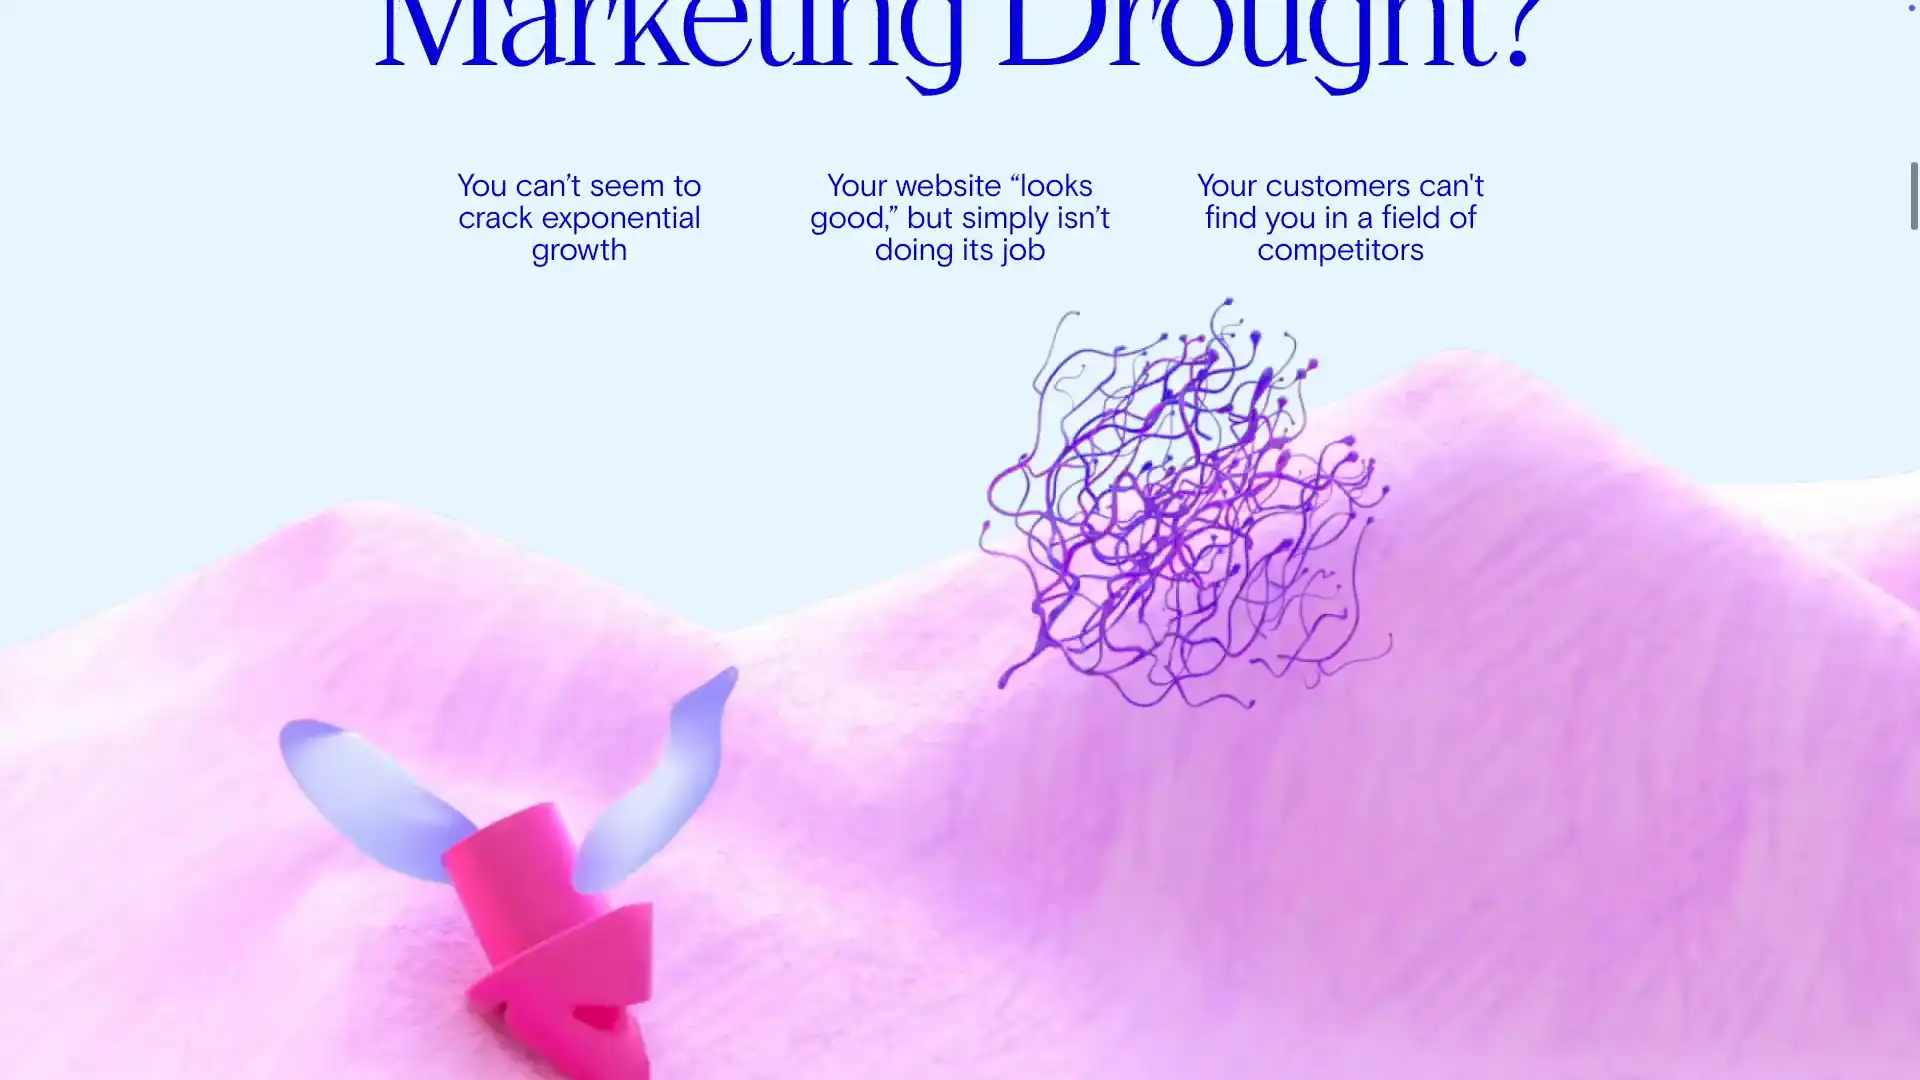 Marketing Drought?
You can’t seem to
crack exponential
growth
Your website “looks
good,” but simply isn’t
doing its job
Your customers can't
find you in a field of
competitors